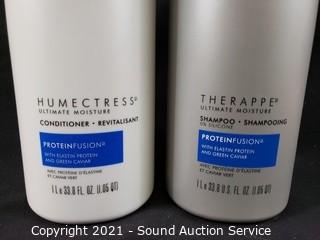 HUMECTRESS®
ULTIMATE MOISTURE
CONDITIONER • REVITALISANT
PROTEINFUSION®
WITH ELASTIN PROTEIN
AND GREEN CAVIAR
AVEC PROTÉINE D'ÉLASTINE
ET CAVIAR VERT
1 L e 33.8 FL. OZ. (1.05 QT)
THERAPPE®
ULTIMATE MOISTURE
SHAMPOO • SHAMPOOING
0% SILICONE
PROTEINFUSION®
WITH ELASTIN PROTEIN
AND GREEN CAVIAR
AVEC PROTÉINE D'ÉLASTINE
ET CAVIAR VERT
1 L e 33.8 U.S. FL. OZ. (1.05 QT)
Copyright 2021 - Sound Auction Service